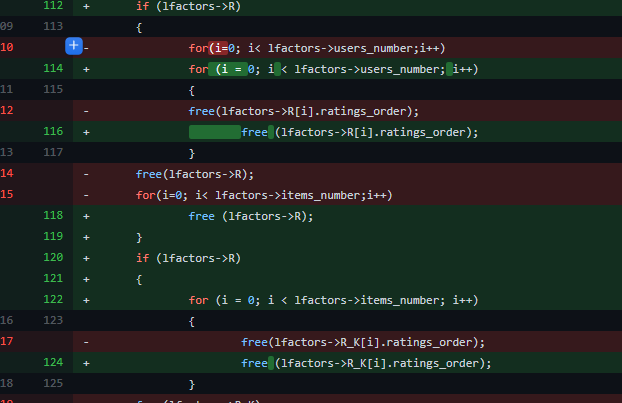 112 + if (lfactors->R)
09 113 {
10 + - for(i=0; i< lfactors->users_number;i++)
114 + for (i = 0; i < lfactors->users_number; i++)
11 115 {
12 - free(lfactors->R[i].ratings_order);
116 + free (lfactors->R[i].ratings_order);
13 117 }
14 - free(lfactors->R);
15 - for(i=0; i< lfactors->items_number;i++)
118 + free (lfactors->R);
119 + }
120 + if (lfactors->R)
121 + {
122 + for (i = 0; i < lfactors->items_number; i++)
16 123 {
17 - free(lfactors->R_K[i].ratings_order);
124 + free (lfactors->R_K[i].ratings_order);
18 125 }